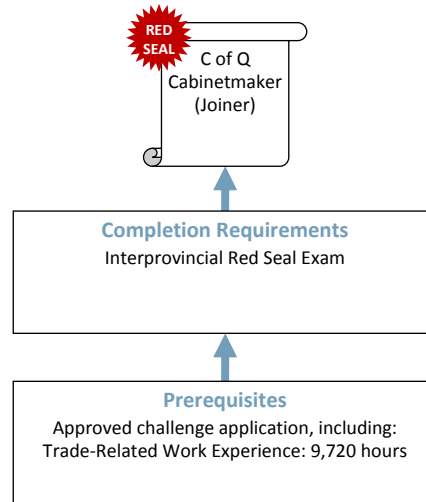 RED
SEAL
C of Q
Cabinetmaker
(Joiner)
Completion Requirements
Interprovincial Red Seal Exam
Prerequisites
Approved challenge application, including:
Trade-Related Work Experience: 9,720 hours